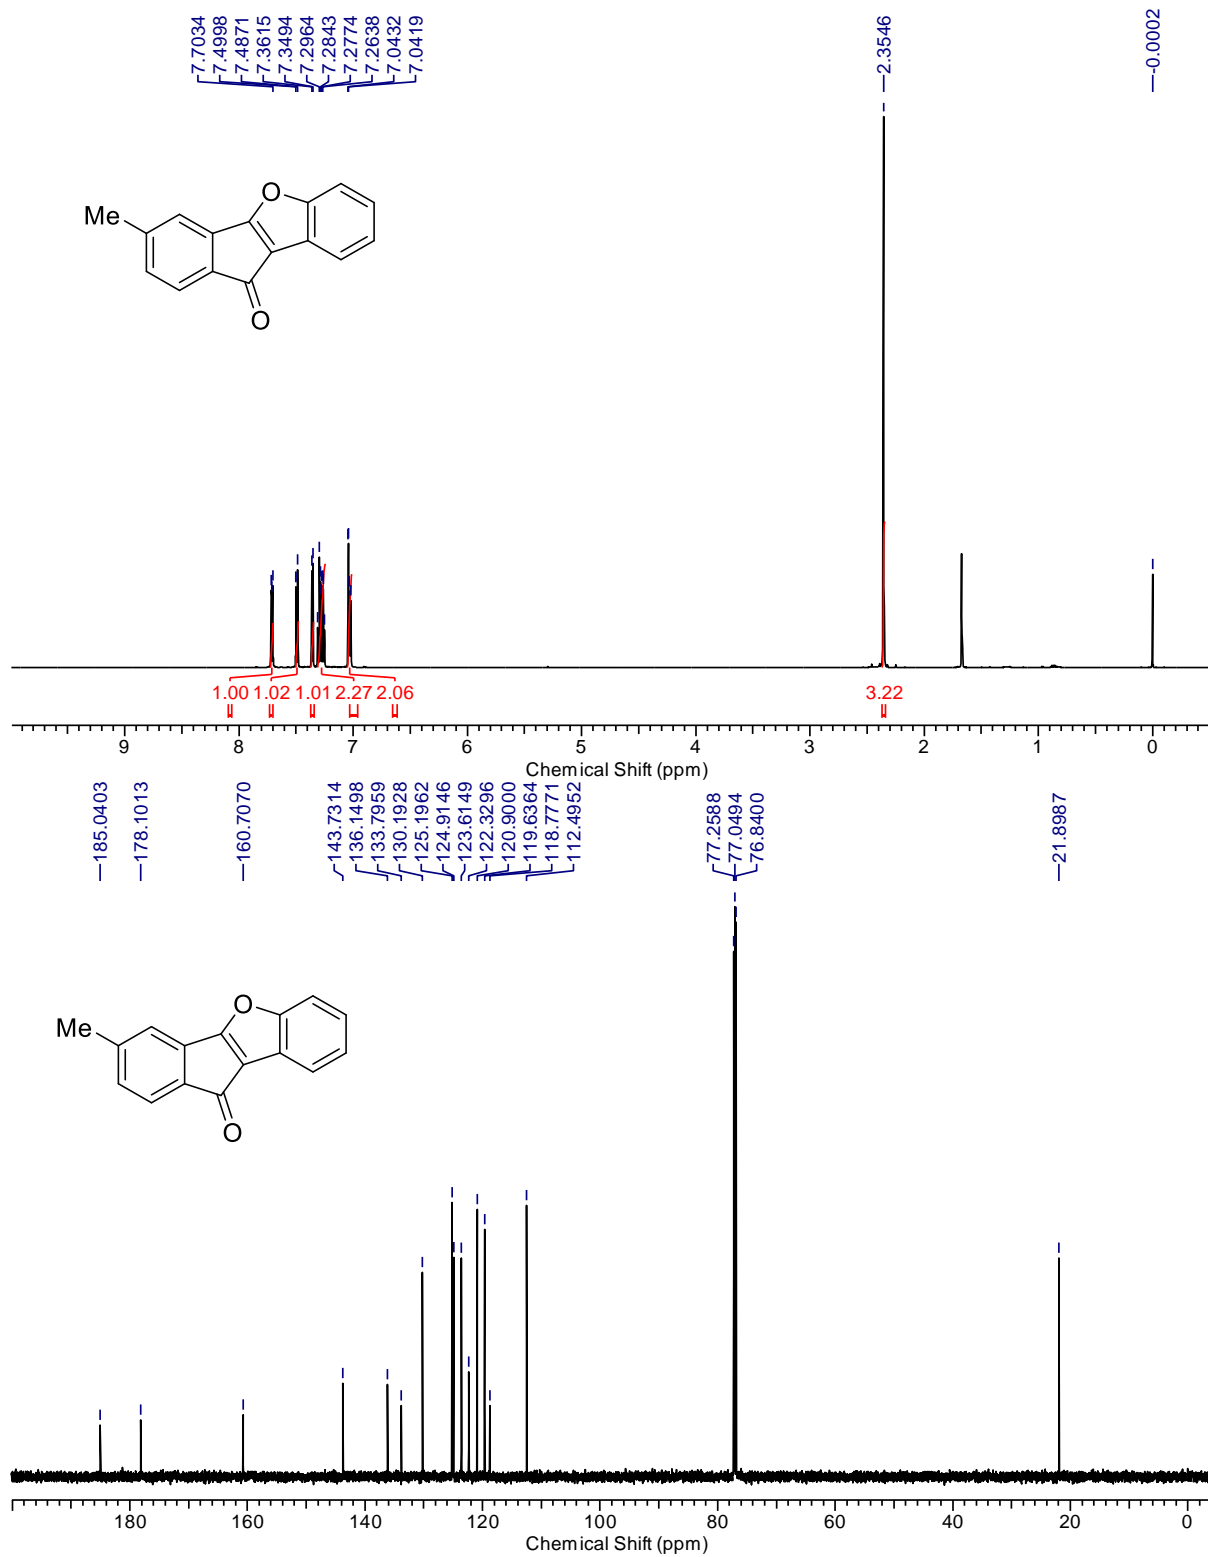 7.7034
7.4998
7.4871
7.3615
7.3494
7.2964
7.2843
7.2774
7.2638
7.0432
7.0419
2.3546
-0.0002
O
Me
O
1.00 1.02 1.01 2.27 2.06 3.22
9 8 7 6 5 4 3 2 1 0
Chemical Shift (ppm)
185.0403
178.1013
160.7070
143.7314
136.1498
133.7959
130.1928
125.1962
124.9146
123.6149
122.3296
120.9000
119.6364
118.7771
112.4952
77.2588
77.0494
76.8400
21.8987
O
Me
O
180 160 140 120 100 80 60 40 20 0
Chemical Shift (ppm)